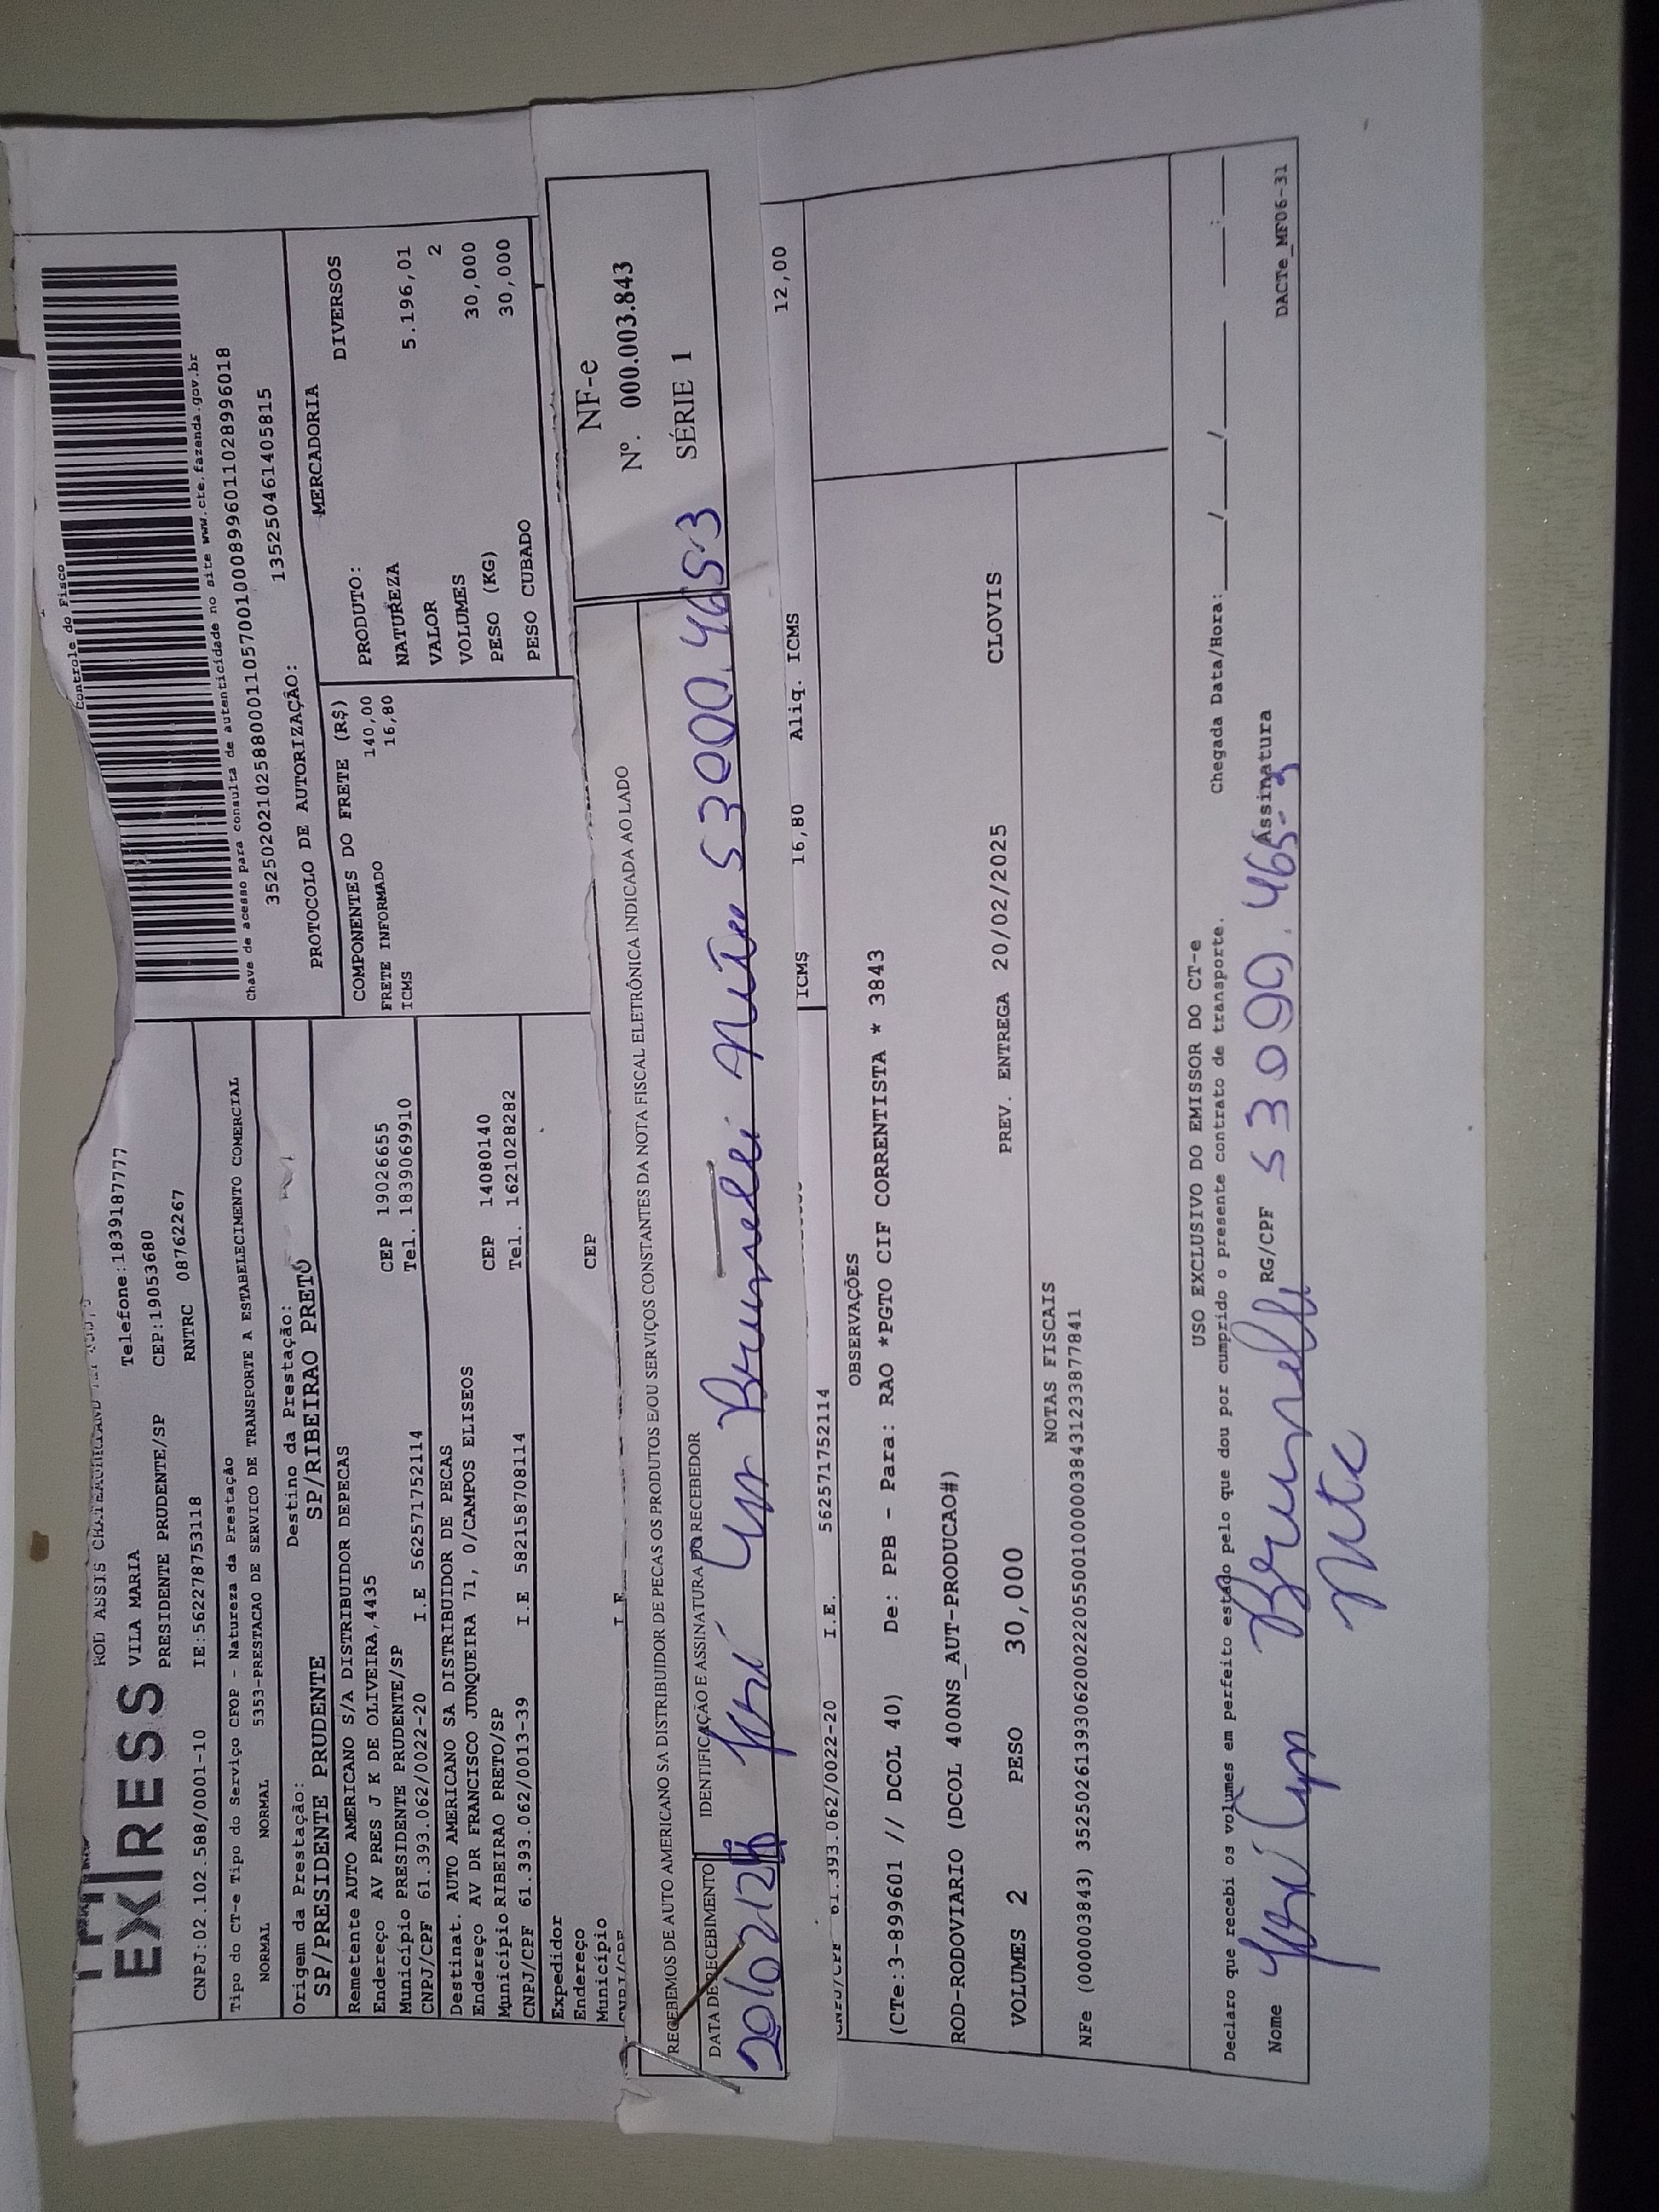 EXPRESS
Telefone:1839187777
VILA MARIA CEP:19053680
PRESIDENTE PRUDENTE/SP
CNPJ:02.102.588/0001-10 IE:562278753118 RNTRC 08762267
Tipo do CT-e Tipo do Serviço CFOP - Natureza da Prestação
NORMAL NORMAL 5353-PRESTACAO DE SERVICO DE TRANSPORTE A ESTABELECIMENTO COMERCIAL
Origem da Prestação: Destino da Prestação:
SP/PRESIDENTE PRUDENTE SP/RIBEIRAO PRETO
Remetente AUTO AMERICANO S/A DISTRIBUIDOR DEPECAS
Endereço AV PRES J K DE OLIVEIRA,4435 CEP 19026655
Município PRESIDENTE PRUDENTE/SP Tel. 1839069910
CNPJ/CPF 61.393.062/0022-20 I.E 562571752114
Destinat. AUTO AMERICANO SA DISTRIBUIDOR DE PECAS
Endereço AV DR FRANCISCO JUNQUEIRA 71, 0/CAMPOS ELISEOS CEP 14080140
Município RIBEIRAO PRETO/SP Tel. 1621028282
CNPJ/CPF 61.393.062/0013-39 I.E 582158708114
Expedidor
Endereço CEP
Município
CNPJ/CPF I.E
Controle do Fisco
Chave de acesso para consulta de autenticidade no site www.cte.fazenda.gov.br
35250202102588000110570010008996011028996018
PROTOCOLO DE AUTORIZAÇÃO: 135250461405815
COMPONENTES DO FRETE (R$)
FRETE INFORMADO 140,00
ICMS 16,80
MERCADORIA
PRODUTO: DIVERSOS
NATUREZA
VALOR 5.196,01
VOLUMES 2
PESO (KG) 30,000
PESO CUBADO 30,000
RECEBEMOS DE AUTO AMERICANO SA DISTRIBUIDOR DE PECAS OS PRODUTOS E/OU SERVIÇOS CONSTANTES DA NOTA FISCAL ELETRÔNICA INDICADA AO LADO
DATA DE RECEBIMENTO IDENTIFICAÇÃO E ASSINATURA DO RECEBEDOR
53000.465-3
NF-e
Nº. 000.003.843
SÉRIE 1
CNPJ/CPF 61.393.062/0022-20 I.E. 562571752114 ICMS 16,80 Aliq. ICMS 12,00
OBSERVAÇÕES
(CTe:3-899601 // DCOL 40) De: PPB - Para: RAO *PGTO CIF CORRENTISTA * 3843
ROD-RODOVIARIO (DCOL 400NS_AUT-PRODUCAO#)
VOLUMES 2 PESO 30,000 PREV. ENTREGA 20/02/2025 CLOVIS
NOTAS FISCAIS
NFe (00003843) 35250261393062002220550010000038431233877841
USO EXCLUSIVO DO EMISSOR DO CT-e
Declaro que recebi os volumes em perfeito estado pelo que dou por cumprido o presente contrato de transporte. Chegada Data/Hora:____/____/____ ___:___
Nome RG/CPF Assinatura
DACTe_MF06-31